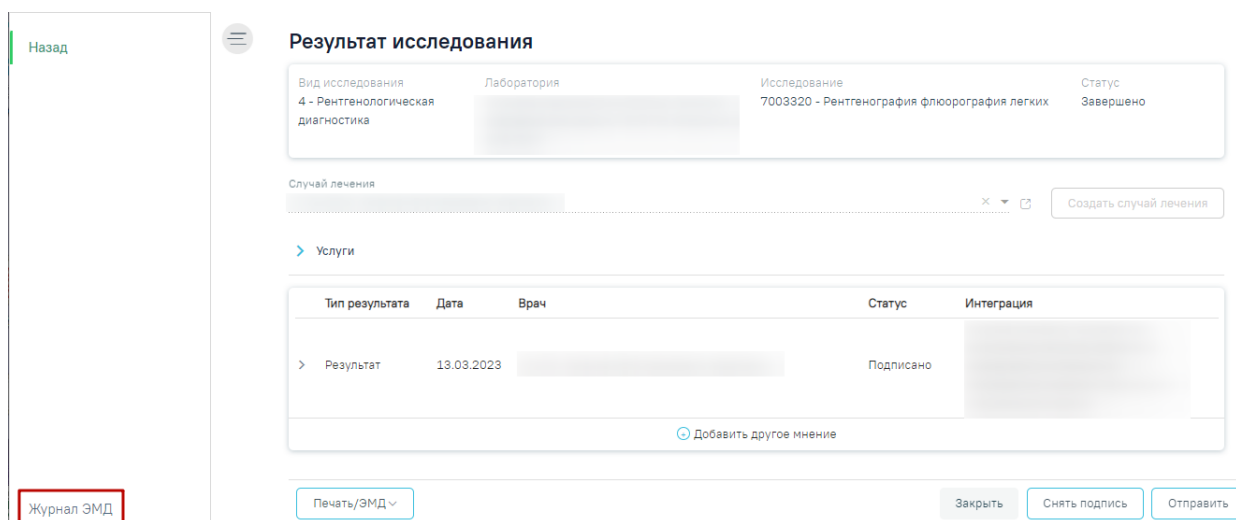 Назад
Результат исследования
Вид исследования Лаборатория Исследование Статус
4 - Рентгенологическая 7003320 - Рентгенография флюорография легких Завершено
диагностика
Случай лечения
Создать случай лечения
Услуги
Тип результата Дата Врач Статус Интеграция
Результат 13.03.2023 Подписано
Добавить другое мнение
Журнал ЭМД Печать/ЭМД Закрыть Снять подпись Отправить